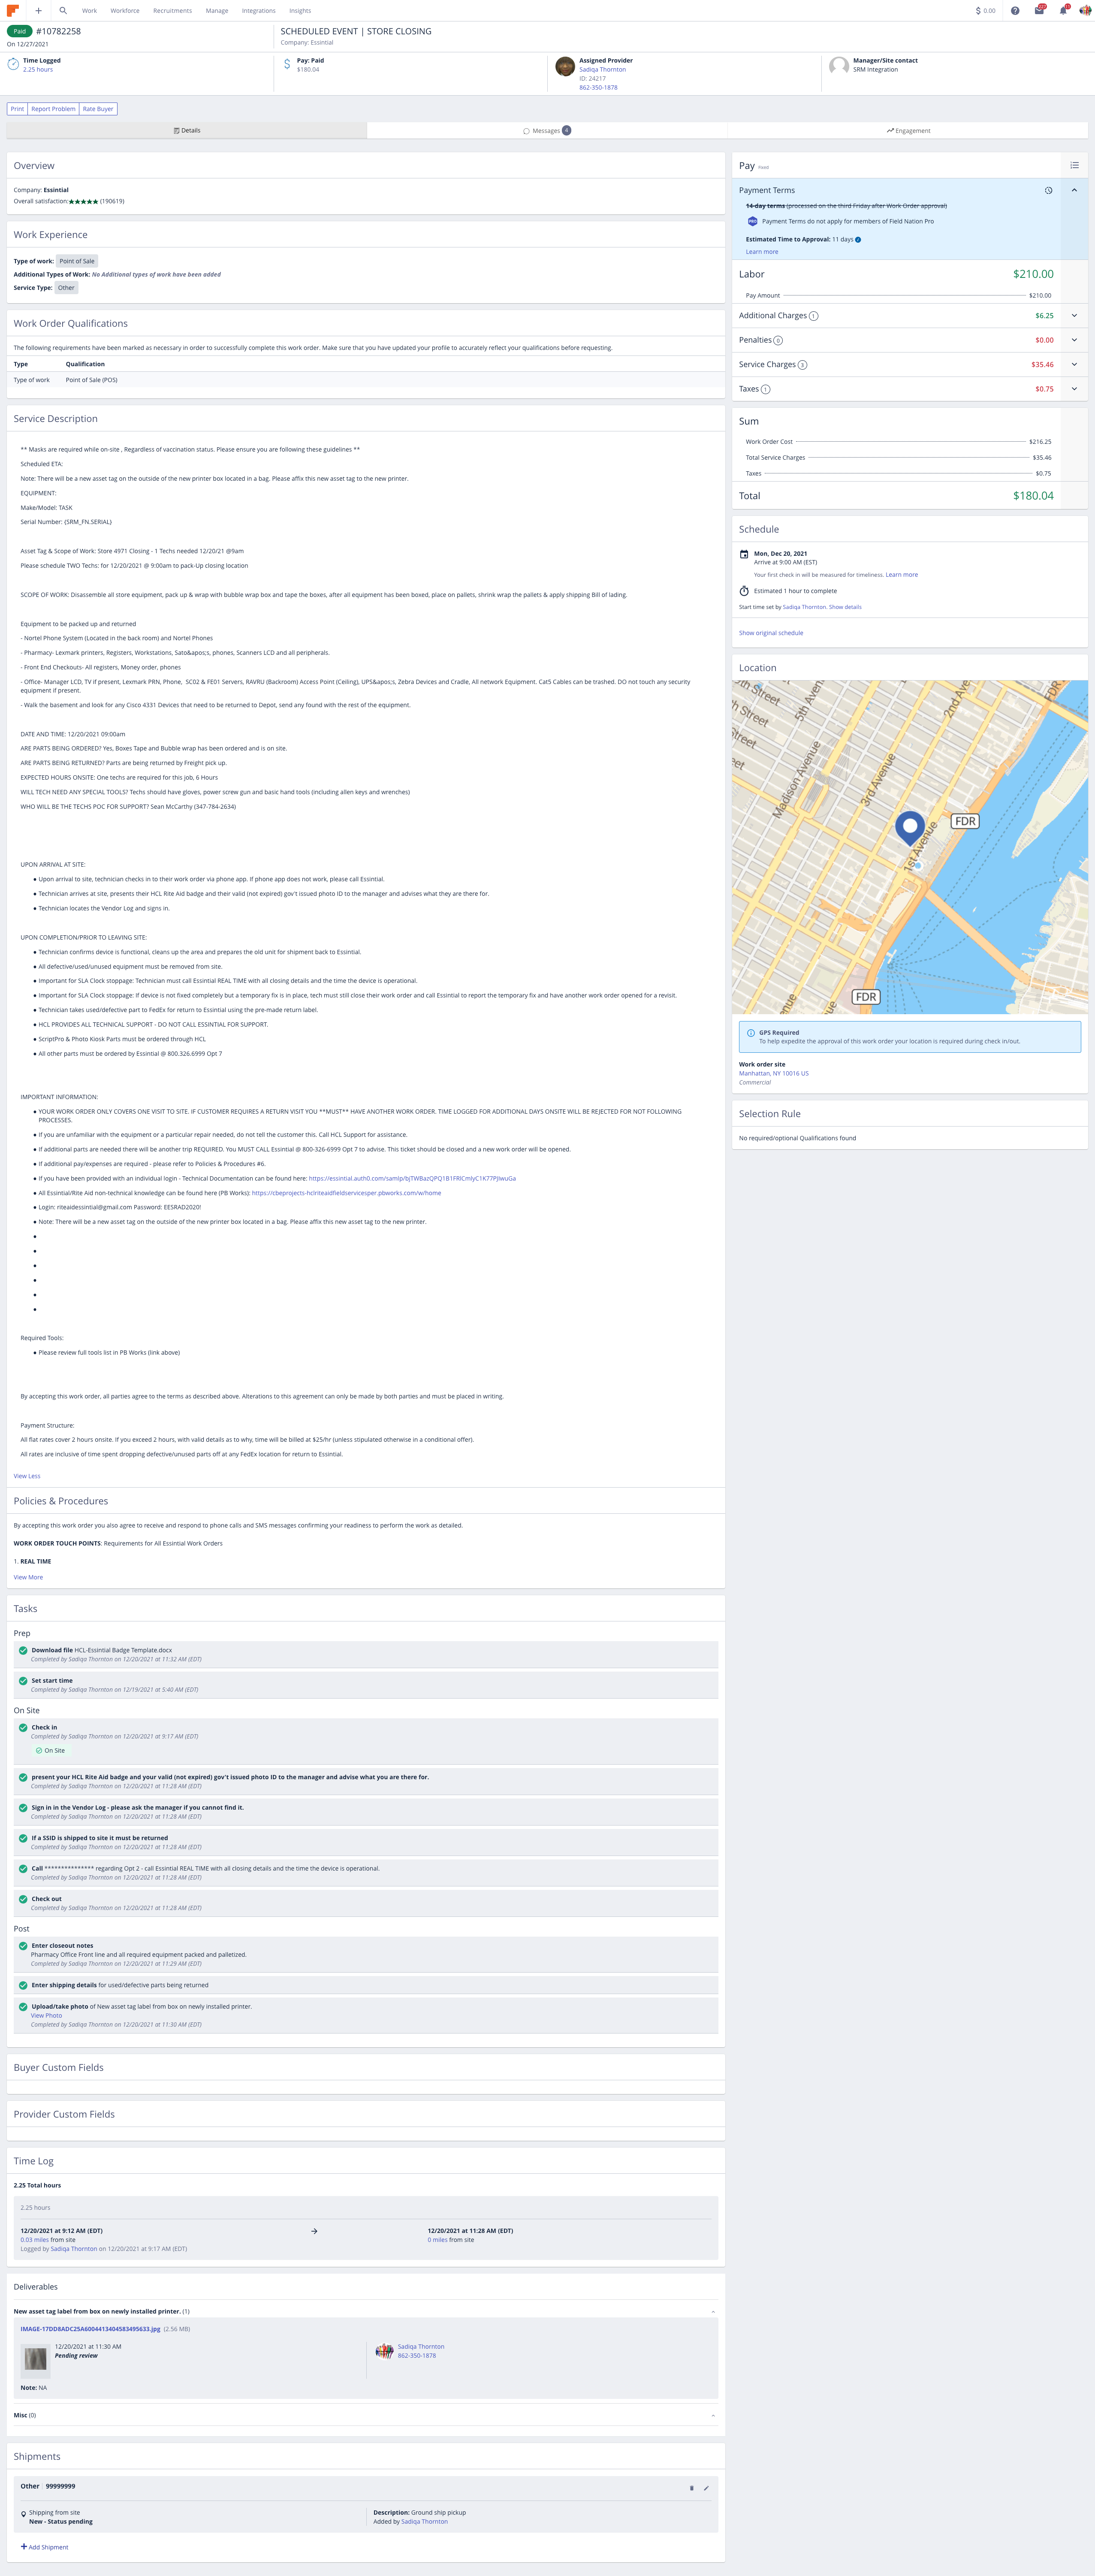 Work Workforce Recruitments Manage Integrations Insights
$ 0.00
Paid #10782258
On 12/27/2021
SCHEDULED EVENT | STORE CLOSING
Company: Essintial
Time Logged
2.25 hours
Pay: Paid
$180.04
Assigned Provider
Sadiqa Thornton
ID: 24217
862-350-1878
Manager/Site contact
SRM Integration
Print Report Problem Rate Buyer
Details
Messages 4
Engagement
Overview
Company: Essintial
Overall satisfaction: ★★★★★ (190619)
Work Experience
Type of work: Point of Sale
Additional Types of Work: No Additional types of work have been added
Service Type: Other
Work Order Qualifications
The following requirements have been marked as necessary in order to successfully complete this work order. Make sure that you have updated your profile to accurately reflect your qualifications before requesting.
Type Qualification
Type of work Point of Sale (POS)
Service Description
** Masks are required while on-site , Regardless of vaccination status. Please ensure you are following these guidelines **
Scheduled ETA:
Note: There will be a new asset tag on the outside of the new printer box located in a bag. Please affix this new asset tag to the new printer.
EQUIPMENT:
Make/Model: TASK
Serial Number: {SRM_FN.SERIAL}
Asset Tag & Scope of Work: Store 4971 Closing - 1 Techs needed 12/20/21 @9am
Please schedule TWO Techs: for 12/20/2021 @ 9:00am to pack-Up closing location
SCOPE OF WORK: Disassemble all store equipment, pack up & wrap with bubble wrap box and tape the boxes, after all equipment has been boxed, place on pallets, shrink wrap the pallets & apply shipping Bill of lading.
Equipment to be packed up and returned
- Nortel Phone System (Located in the back room) and Nortel Phones
- Pharmacy- Lexmark printers, Registers, Workstations, Sato&apos;s, phones, Scanners LCD and all peripherals.
- Front End Checkouts- All registers, Money order, phones
- Office- Manager LCD, TV if present, Lexmark PRN, Phone, SC02 & FE01 Servers, RAVRU (Backroom) Access Point (Ceiling), UPS&apos;s, Zebra Devices and Cradle, All network Equipment. Cat5 Cables can be trashed. DO not touch any security
equipment if present.
- Walk the basement and look for any Cisco 4331 Devices that need to be returned to Depot, send any found with the rest of the equipment.
DATE AND TIME: 12/20/2021 09:00am
ARE PARTS BEING ORDERED? Yes, Boxes Tape and Bubble wrap has been ordered and is on site.
ARE PARTS BEING RETURNED? Parts are being returned by Freight pick up.
EXPECTED HOURS ONSITE: One techs are required for this job, 6 Hours
WILL TECH NEED ANY SPECIAL TOOLS? Techs should have gloves, power screw gun and basic hand tools (including allen keys and wrenches)
WHO WILL BE THE TECHS POC FOR SUPPORT? Sean McCarthy (347-784-2634)
UPON ARRIVAL AT SITE:
● Upon arrival to site, technician checks in to their work order via phone app. If phone app does not work, please call Essintial.
● Technician arrives at site, presents their HCL Rite Aid badge and their valid (not expired) gov't issued photo ID to the manager and advises what they are there for.
● Technician locates the Vendor Log and signs in.
UPON COMPLETION/PRIOR TO LEAVING SITE:
● Technician confirms device is functional, cleans up the area and prepares the old unit for shipment back to Essintial.
● All defective/used/unused equipment must be removed from site.
● Important for SLA Clock stoppage: Technician must call Essintial REAL TIME with all closing details and the time the device is operational.
● Important for SLA Clock stoppage: If device is not fixed completely but a temporary fix is in place, tech must still close their work order and call Essintial to report the temporary fix and have another work order opened for a revisit.
● Technician takes used/defective part to FedEx for return to Essintial using the pre-made return label.
● HCL PROVIDES ALL TECHNICAL SUPPORT - DO NOT CALL ESSINTIAL FOR SUPPORT.
● ScriptPro & Photo Kiosk Parts must be ordered through HCL
● All other parts must be ordered by Essintial @ 800.326.6999 Opt 7
IMPORTANT INFORMATION:
● YOUR WORK ORDER ONLY COVERS ONE VISIT TO SITE. IF CUSTOMER REQUIRES A RETURN VISIT YOU **MUST** HAVE ANOTHER WORK ORDER. TIME LOGGED FOR ADDITIONAL DAYS ONSITE WILL BE REJECTED FOR NOT FOLLOWING
PROCESSES.
● If you are unfamiliar with the equipment or a particular repair needed, do not tell the customer this. Call HCL Support for assistance.
● If additional parts are needed there will be another trip REQUIRED. You MUST CALL Essintial @ 800-326-6999 Opt 7 to advise. This ticket should be closed and a new work order will be opened.
● If additional pay/expenses are required - please refer to Policies & Procedures #6.
● If you have been provided with an individual login - Technical Documentation can be found here:
● All Essintial/Rite Aid non-technical knowledge can be found here (PB Works): https://cbeprojects-hclriteaidfieldservicesper.pbworks.com/w/home
● Login: riteaidessintial@gmail.com Password: EESRAD2020!
● Note: There will be a new asset tag on the outside of the new printer box located in a bag. Please affix this new asset tag to the new printer.
●
●
●
●
●
●
Required Tools:
● Please review full tools list in PB Works (link above)
By accepting this work order, all parties agree to the terms as described above. Alterations to this agreement can only be made by both parties and must be placed in writing.
Payment Structure:
All flat rates cover 2 hours onsite. If you exceed 2 hours, with valid details as to why, time will be billed at $25/hr (unless stipulated otherwise in a conditional offer).
All rates are inclusive of time spent dropping defective/unused parts off at any FedEx location for return to Essintial.
View Less
Policies & Procedures
By accepting this work order you also agree to receive and respond to phone calls and SMS messages confirming your readiness to perform the work as detailed.
WORK ORDER TOUCH POINTS: Requirements for All Essintial Work Orders
1. REAL TIME
View More
Tasks
Prep
Download file HCL-Essintial Badge Template.docx
Completed by Sadiqa Thornton on 12/20/2021 at 11:32 AM (EDT)
Set start time
Completed by Sadiqa Thornton on 12/19/2021 at 5:40 AM (EDT)
On Site
Check in
Completed by Sadiqa Thornton on 12/20/2021 at 9:17 AM (EDT)
On Site
present your HCL Rite Aid badge and your valid (not expired) gov't issued photo ID to the manager and advise what you are there for.
Completed by Sadiqa Thornton on 12/20/2021 at 11:28 AM (EDT)
Sign in in the Vendor Log - please ask the manager if you cannot find it.
Completed by Sadiqa Thornton on 12/20/2021 at 11:28 AM (EDT)
If a SSID is shipped to site it must be returned
Completed by Sadiqa Thornton on 12/20/2021 at 11:28 AM (EDT)
Call *************** regarding Opt 2 - call Essintial REAL TIME with all closing details and the time the device is operational.
Completed by Sadiqa Thornton on 12/20/2021 at 11:28 AM (EDT)
Check out
Completed by Sadiqa Thornton on 12/20/2021 at 11:28 AM (EDT)
Post
Enter closeout notes
Pharmacy Office Front line and all required equipment packed and palletized.
Completed by Sadiqa Thornton on 12/20/2021 at 11:29 AM (EDT)
Enter shipping details for used/defective parts being returned
Upload/take photo of New asset tag label from box on newly installed printer.
View Photo
Completed by Sadiqa Thornton on 12/20/2021 at 11:30 AM (EDT)
Buyer Custom Fields
Provider Custom Fields
Time Log
2.25 Total hours
2.25 hours
12/20/2021 at 9:12 AM (EDT)
0.03 miles from site
Logged by Sadiqa Thornton on 12/20/2021 at 9:17 AM (EDT)
12/20/2021 at 11:28 AM (EDT)
0 miles from site
Deliverables
New asset tag label from box on newly installed printer. (1)
IMAGE-17DD8ADC25A6004413404583495633.jpg (2.56 MB)
12/20/2021 at 11:30 AM
Pending review
Sadiqa Thornton
862-350-1878
Note: NA
Misc (0)
Shipments
Other 99999999
Shipping from site
New - Status pending
Description: Ground ship pickup
Added by Sadiqa Thornton
Add Shipment
Pay Fixed
Payment Terms
14-day terms (processed on the third Friday after Work Order approval)
PRO Payment Terms do not apply for members of Field Nation Pro
Estimated Time to Approval: 11 days
Learn more
Labor $210.00
Pay Amount $210.00
Additional Charges 1 $6.25
Penalties 0 $0.00
Service Charges 3 $35.46
Taxes 1 $0.75
Sum
Work Order Cost $216.25
Total Service Charges $35.46
Taxes $0.75
Total $180.04
Schedule
Mon, Dec 20, 2021
Arrive at 9:00 AM (EST)
Your first check in will be measured for timeliness. Learn more
Estimated 1 hour to complete
Start time set by Sadiqa Thornton. Show details
Show original schedule
Location
Madison Avenue
3rd Avenue
1st Avenue
FDR
FDR
FDR
GPS Required
To help expedite the approval of this work order your location is required during check in/out.
Work order site
Manhattan, NY 10016 US
Commercial
Selection Rule
No required/optional Qualifications found